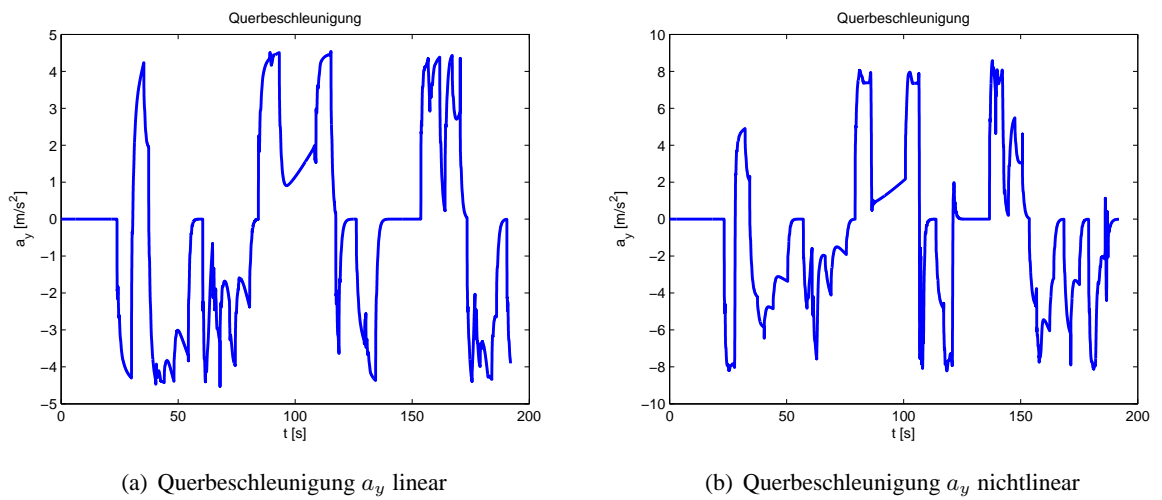 Querbeschleunigung
5
4
3
2
1
0
−1
−2
−3
−4
−5
a_y [m/s²]
0 50 100 150 200
t [s]
(a) Querbeschleunigung a_y linear
Querbeschleunigung
10
8
6
4
2
0
−2
−4
−6
−8
−10
a_y [m/s²]
0 50 100 150 200
t [s]
(b) Querbeschleunigung a_y nichtlinear